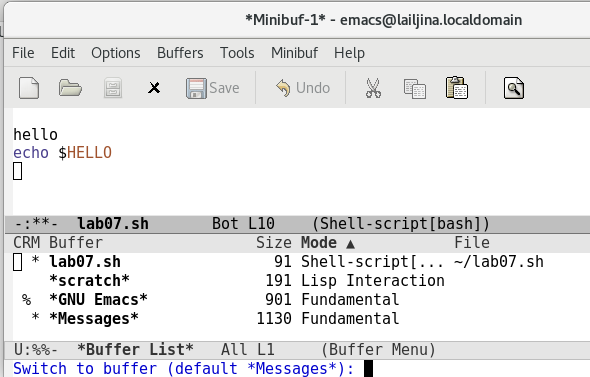 *Minibuf-1* - emacs@lailjina.localdomain
File Edit Options Buffers Tools Minibuf Help
Save Undo
hello
echo $HELLO
-:**- lab07.sh Bot L10 (Shell-script[bash])
CRM Buffer Size Mode ▲ File
* lab07.sh 91 Shell-script[... ~/lab07.sh
*scratch* 191 Lisp Interaction
% *GNU Emacs* 901 Fundamental
* *Messages* 1130 Fundamental
U:%%- *Buffer List* All L1 (Buffer Menu)
Switch to buffer (default *Messages*):